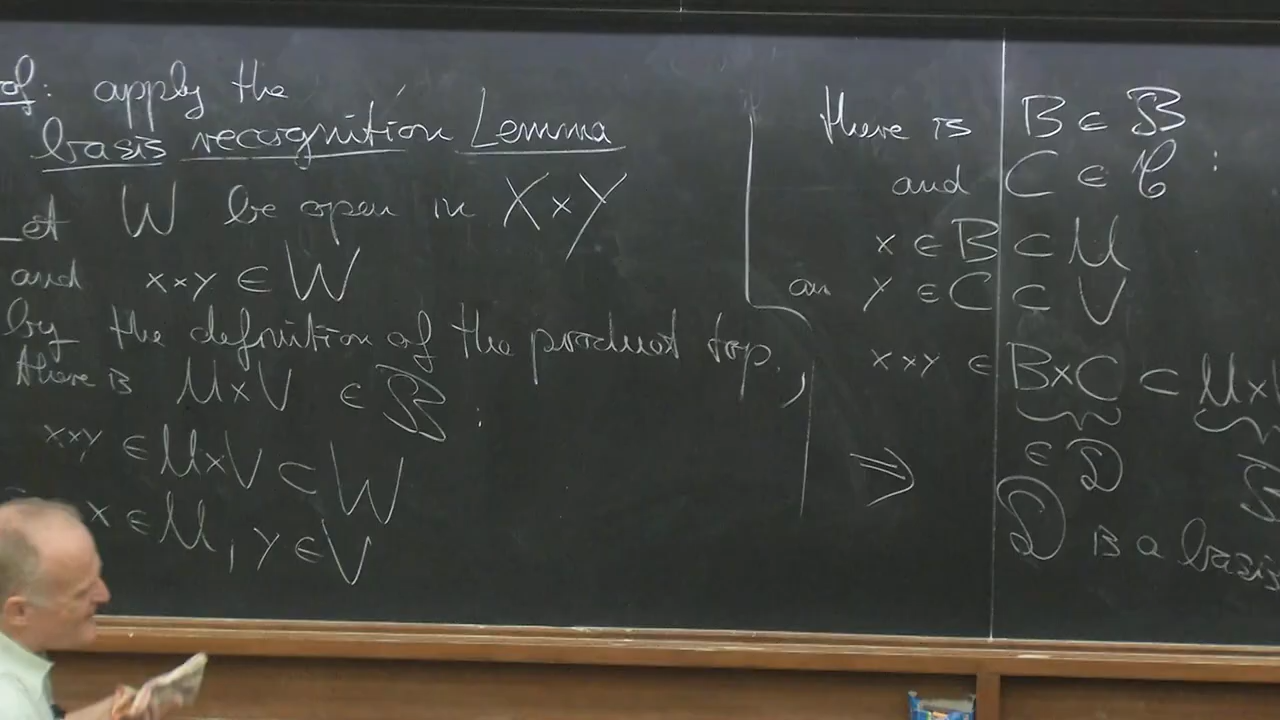 of: apply the
basis recognition Lemma
Let W be open in X×Y
and x×y ∈ W
by the definition of the product top.,
there is U×V ∈ ℬ :
x×y ∈ U×V ⊂ W
x ∈ U, y ∈ V
there is B ∈ ℬ
and C ∈ 𝒞 :
x ∈ B ⊂ U
an y ∈ C ⊂ V
x×y ∈ B×C ⊂ U×V
∈ 𝒟
⇒ 𝒟 is a basis